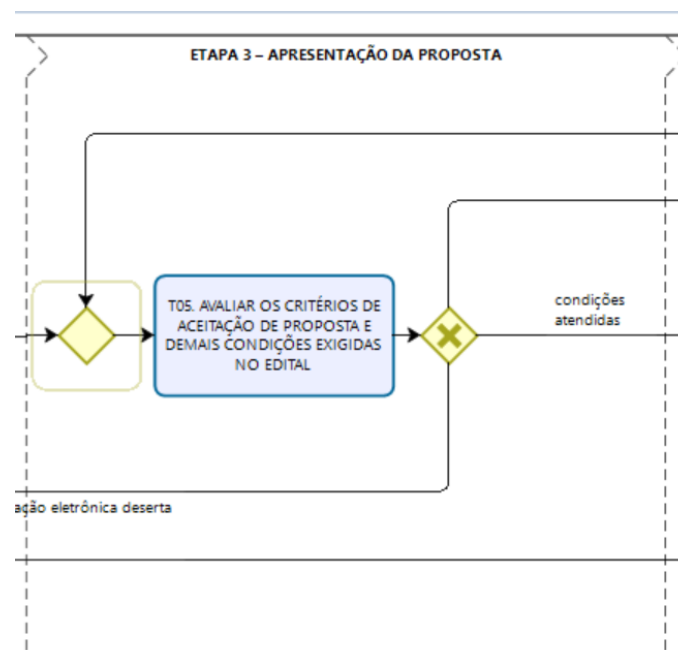 ETAPA 3 – APRESENTAÇÃO DA PROPOSTA
T05. AVALIAR OS CRITÉRIOS DE
ACEITAÇÃO DE PROPOSTA E
DEMAIS CONDIÇÕES EXIGIDAS
NO EDITAL
condições
atendidas
ação eletrônica deserta